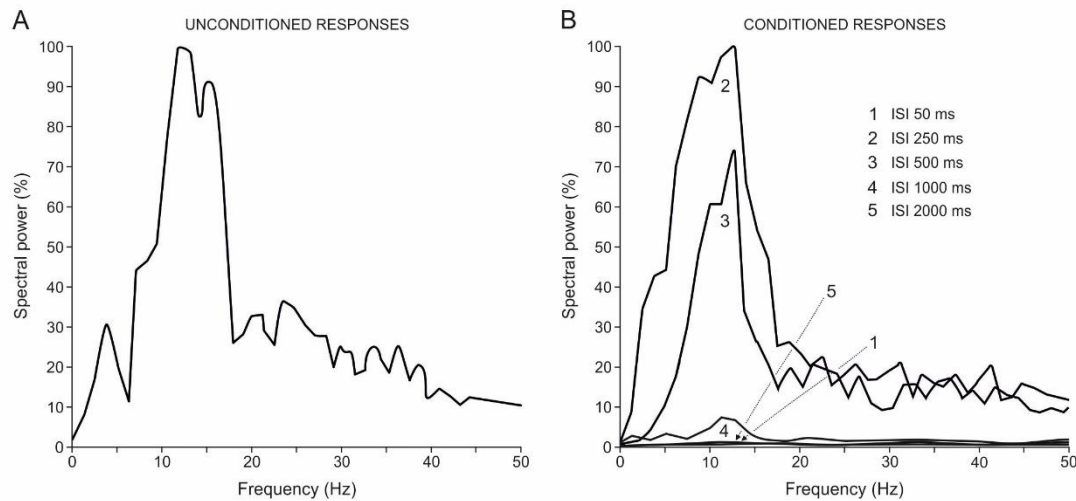 A
UNCONDITIONED RESPONSES
100
90
80
70
60
50
40
30
20
10
0
Spectral power (%)
0 10 20 30 40 50
Frequency (Hz)
B
CONDITIONED RESPONSES
100
90
80
70
60
50
40
30
20
10
0
Spectral power (%)
2
3
4
5
1
1 ISI 50 ms
2 ISI 250 ms
3 ISI 500 ms
4 ISI 1000 ms
5 ISI 2000 ms
0 10 20 30 40 50
Frequency (Hz)